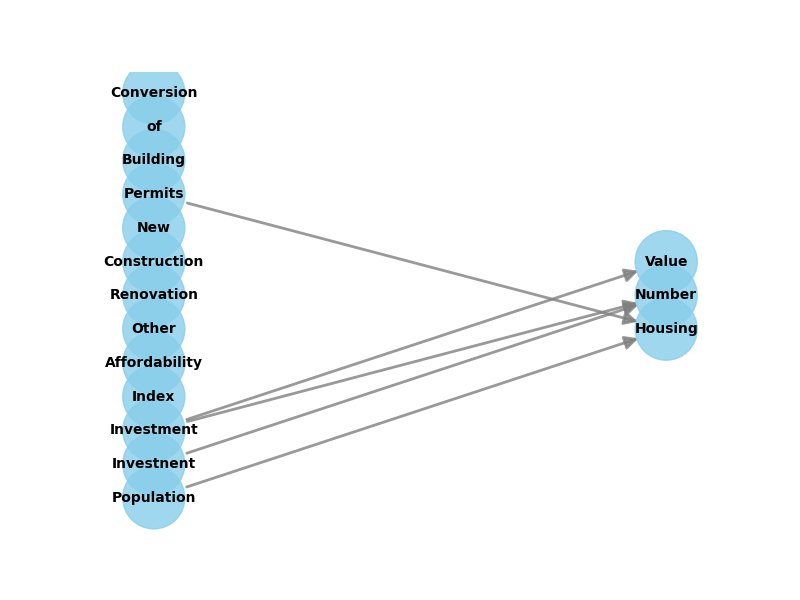 Conversion
of
Building
Permits
New
Construction
Renovation
Other
Affordability
Index
Investment
Investnent
Population
Value
Number
Housing